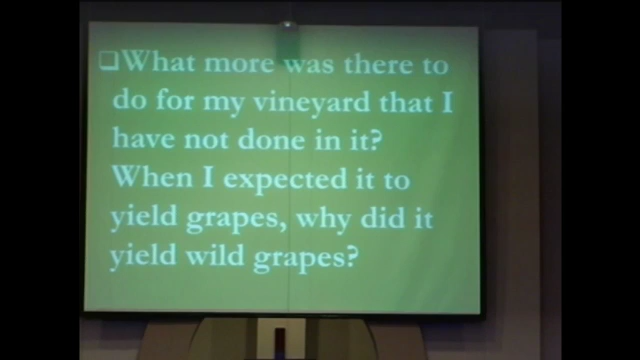 ❑What more was there to
do for my vineyard that I
have not done in it?
When I expected it to
yield grapes, why did it
yield wild grapes?